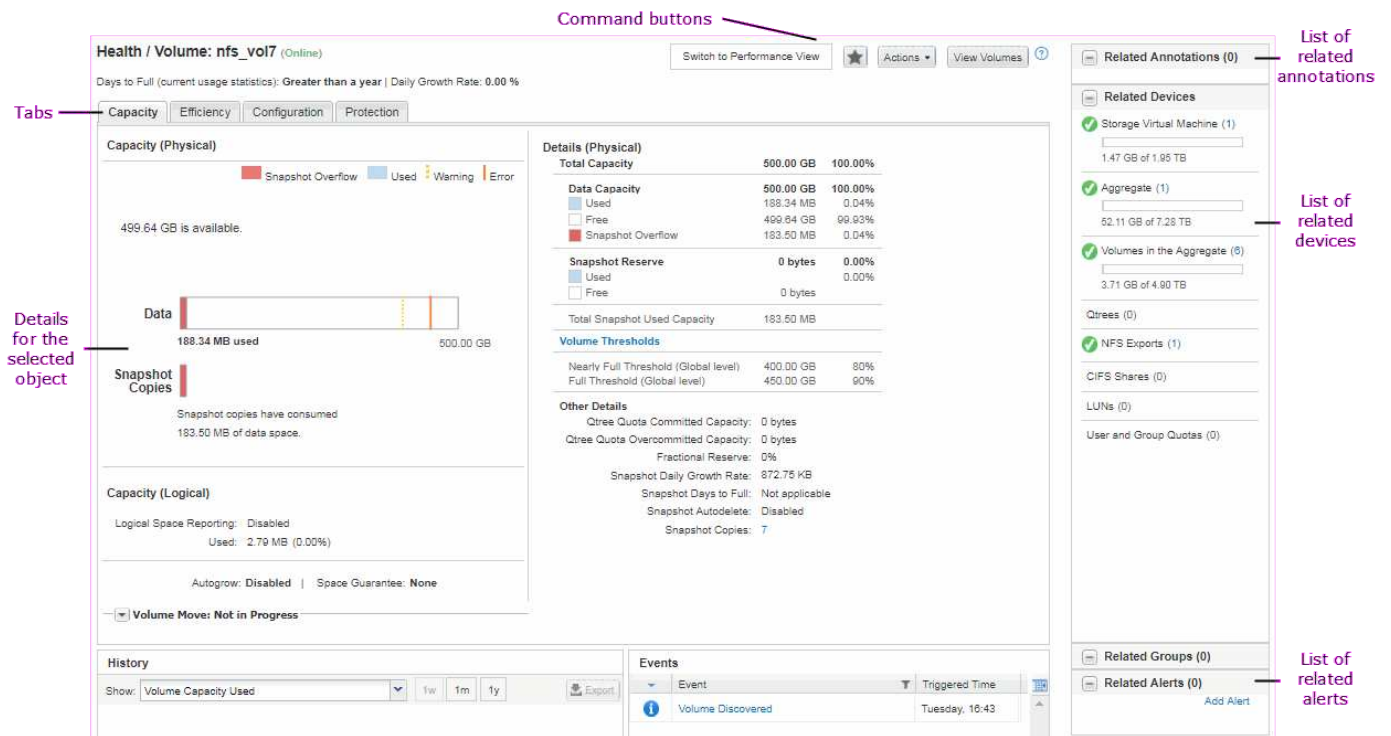 Command buttons
List of
related
annotations
Health / Volume: nfs_vol7 (Online)
Switch to Performance View
Actions
View Volumes
?
Days to Full (current usage statistics): Greater than a year | Daily Growth Rate: 0.00 %
Tabs
Capacity
Efficiency
Configuration
Protection
Capacity (Physical)
Snapshot Overflow
Used
Warning
Error
499.64 GB is available.
Details
for the
selected
object
Data
188.34 MB used
500.00 GB
Snapshot
Copies
Snapshot copies have consumed
183.50 MB of data space.
Capacity (Logical)
Logical Space Reporting: Disabled
Used: 2.79 MB (0.00%)
Autogrow: Disabled | Space Guarantee: None
Volume Move: Not in Progress
Details (Physical)
Total Capacity 500.00 GB 100.00%
Data Capacity 500.00 GB 100.00%
Used 188.34 MB 0.04%
Free 499.64 GB 99.93%
Snapshot Overflow 183.50 MB 0.04%
Snapshot Reserve 0 bytes 0.00%
Used 0.00%
Free 0 bytes
Total Snapshot Used Capacity 183.50 MB
Volume Thresholds
Nearly Full Threshold (Global level) 400.00 GB 80%
Full Threshold (Global level) 450.00 GB 90%
Other Details
Qtree Quota Committed Capacity: 0 bytes
Qtree Quota Overcommitted Capacity: 0 bytes
Fractional Reserve: 0%
Snapshot Daily Growth Rate: 872.75 KB
Snapshot Days to Full: Not applicable
Snapshot Autodelete: Disabled
Snapshot Copies: 7
Related Annotations (0)
Related Devices
Storage Virtual Machine (1)
1.47 GB of 1.95 TB
Aggregate (1)
52.11 GB of 7.28 TB
Volumes in the Aggregate (6)
3.71 GB of 4.90 TB
Qtrees (0)
NFS Exports (1)
CIFS Shares (0)
LUNs (0)
User and Group Quotas (0)
List of
related
devices
History
Show: Volume Capacity Used
1w
1m
1y
Export
Events
Event
Triggered Time
Volume Discovered
Tuesday, 16:43
Related Groups (0)
Related Alerts (0)
Add Alert
List of
related
alerts